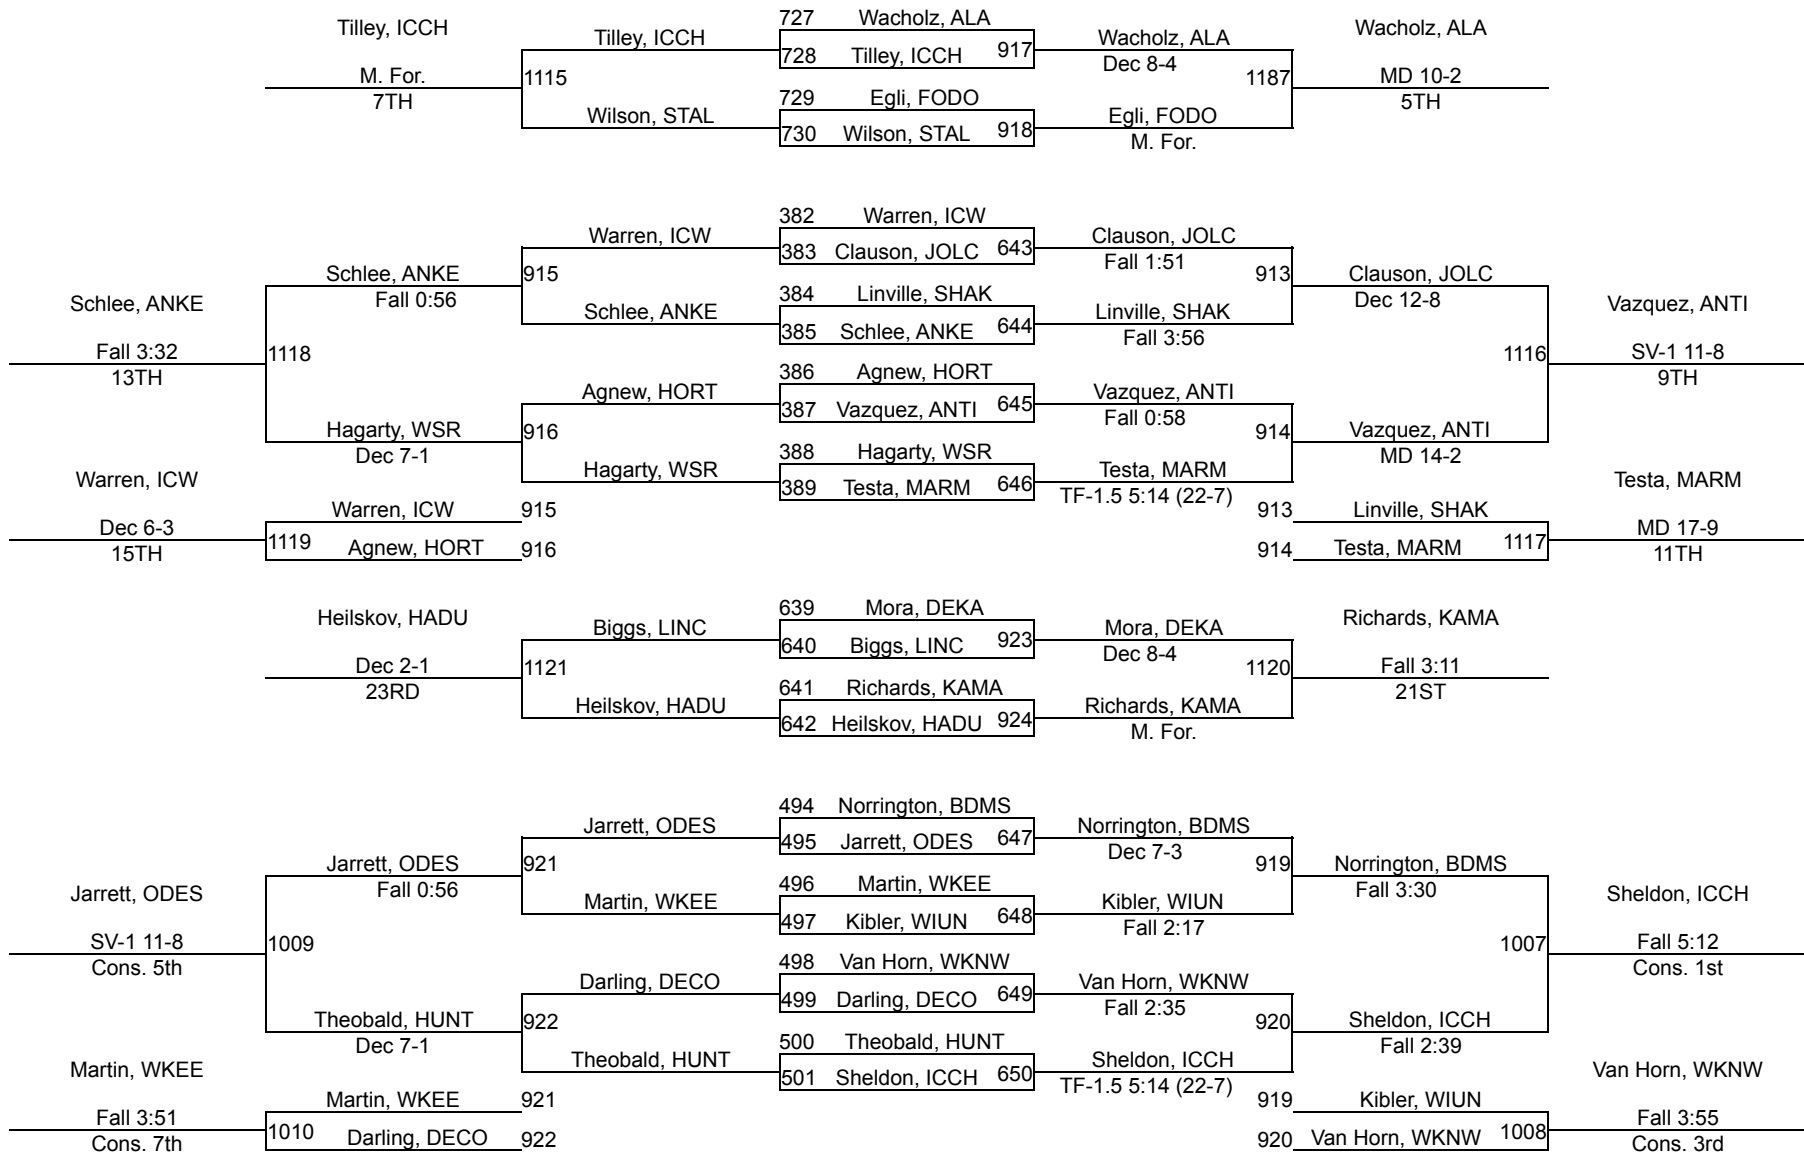 Tilley, ICCH
M. For.
7TH
1115
Tilley, ICCH
Wilson, STAL
727 Wacholz, ALA
728 Tilley, ICCH 917
729 Egli, FODO
730 Wilson, STAL 918
Wacholz, ALA
Dec 8-4
Egli, FODO
M. For.
1187
Wacholz, ALA
MD 10-2
5TH
Schlee, ANKE
Fall 3:32
13TH
1118
Schlee, ANKE
Fall 0:56
Hagarty, WSR
Dec 7-1
915
Warren, ICW
Schlee, ANKE
916
Agnew, HORT
Hagarty, WSR
382 Warren, ICW
383 Clauson, JOLC 643
384 Linville, SHAK
385 Schlee, ANKE 644
386 Agnew, HORT
387 Vazquez, ANTI 645
388 Hagarty, WSR
389 Testa, MARM 646
Clauson, JOLC
Fall 1:51
Linville, SHAK
Fall 3:56
913
Vazquez, ANTI
Fall 0:58
Testa, MARM
TF-1.5 5:14 (22-7)
914
Clauson, JOLC
Dec 12-8
Vazquez, ANTI
MD 14-2
1116
Vazquez, ANTI
SV-1 11-8
9TH
Warren, ICW
Dec 6-3
15TH
Warren, ICW 915
1119 Agnew, HORT 916
913 Linville, SHAK
914 Testa, MARM 1117
Testa, MARM
MD 17-9
11TH
Heilskov, HADU
Dec 2-1
23RD
1121
Biggs, LINC
Heilskov, HADU
639 Mora, DEKA
640 Biggs, LINC 923
641 Richards, KAMA
642 Heilskov, HADU 924
Mora, DEKA
Dec 8-4
Richards, KAMA
M. For.
1120
Richards, KAMA
Fall 3:11
21ST
Jarrett, ODES
SV-1 11-8
Cons. 5th
1009
Jarrett, ODES
Fall 0:56
Theobald, HUNT
Dec 7-1
921
Jarrett, ODES
Martin, WKEE
922
Darling, DECO
Theobald, HUNT
494 Norrington, BDMS
495 Jarrett, ODES 647
496 Martin, WKEE
497 Kibler, WIUN 648
498 Van Horn, WKNW
499 Darling, DECO 649
500 Theobald, HUNT
501 Sheldon, ICCH 650
Norrington, BDMS
Dec 7-3
Kibler, WIUN
Fall 2:17
919
Van Horn, WKNW
Fall 2:35
Sheldon, ICCH
TF-1.5 5:14 (22-7)
920
Norrington, BDMS
Fall 3:30
Sheldon, ICCH
Fall 2:39
1007
Sheldon, ICCH
Fall 5:12
Cons. 1st
Martin, WKEE
Fall 3:51
Cons. 7th
Martin, WKEE 921
1010 Darling, DECO 922
919 Kibler, WIUN
920 Van Horn, WKNW 1008
Van Horn, WKNW
Fall 3:55
Cons. 3rd